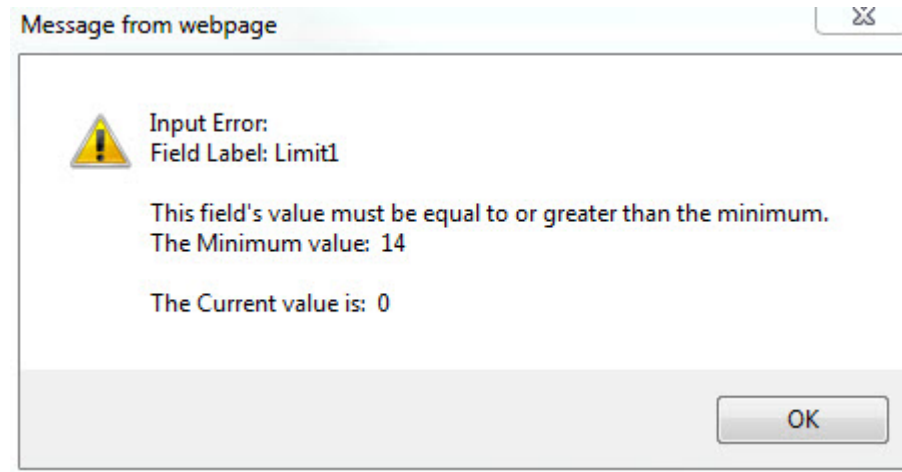 Message from webpage
Input Error:
Field Label: Limit1
This field's value must be equal to or greater than the minimum.
The Minimum value: 14
The Current value is: 0
OK